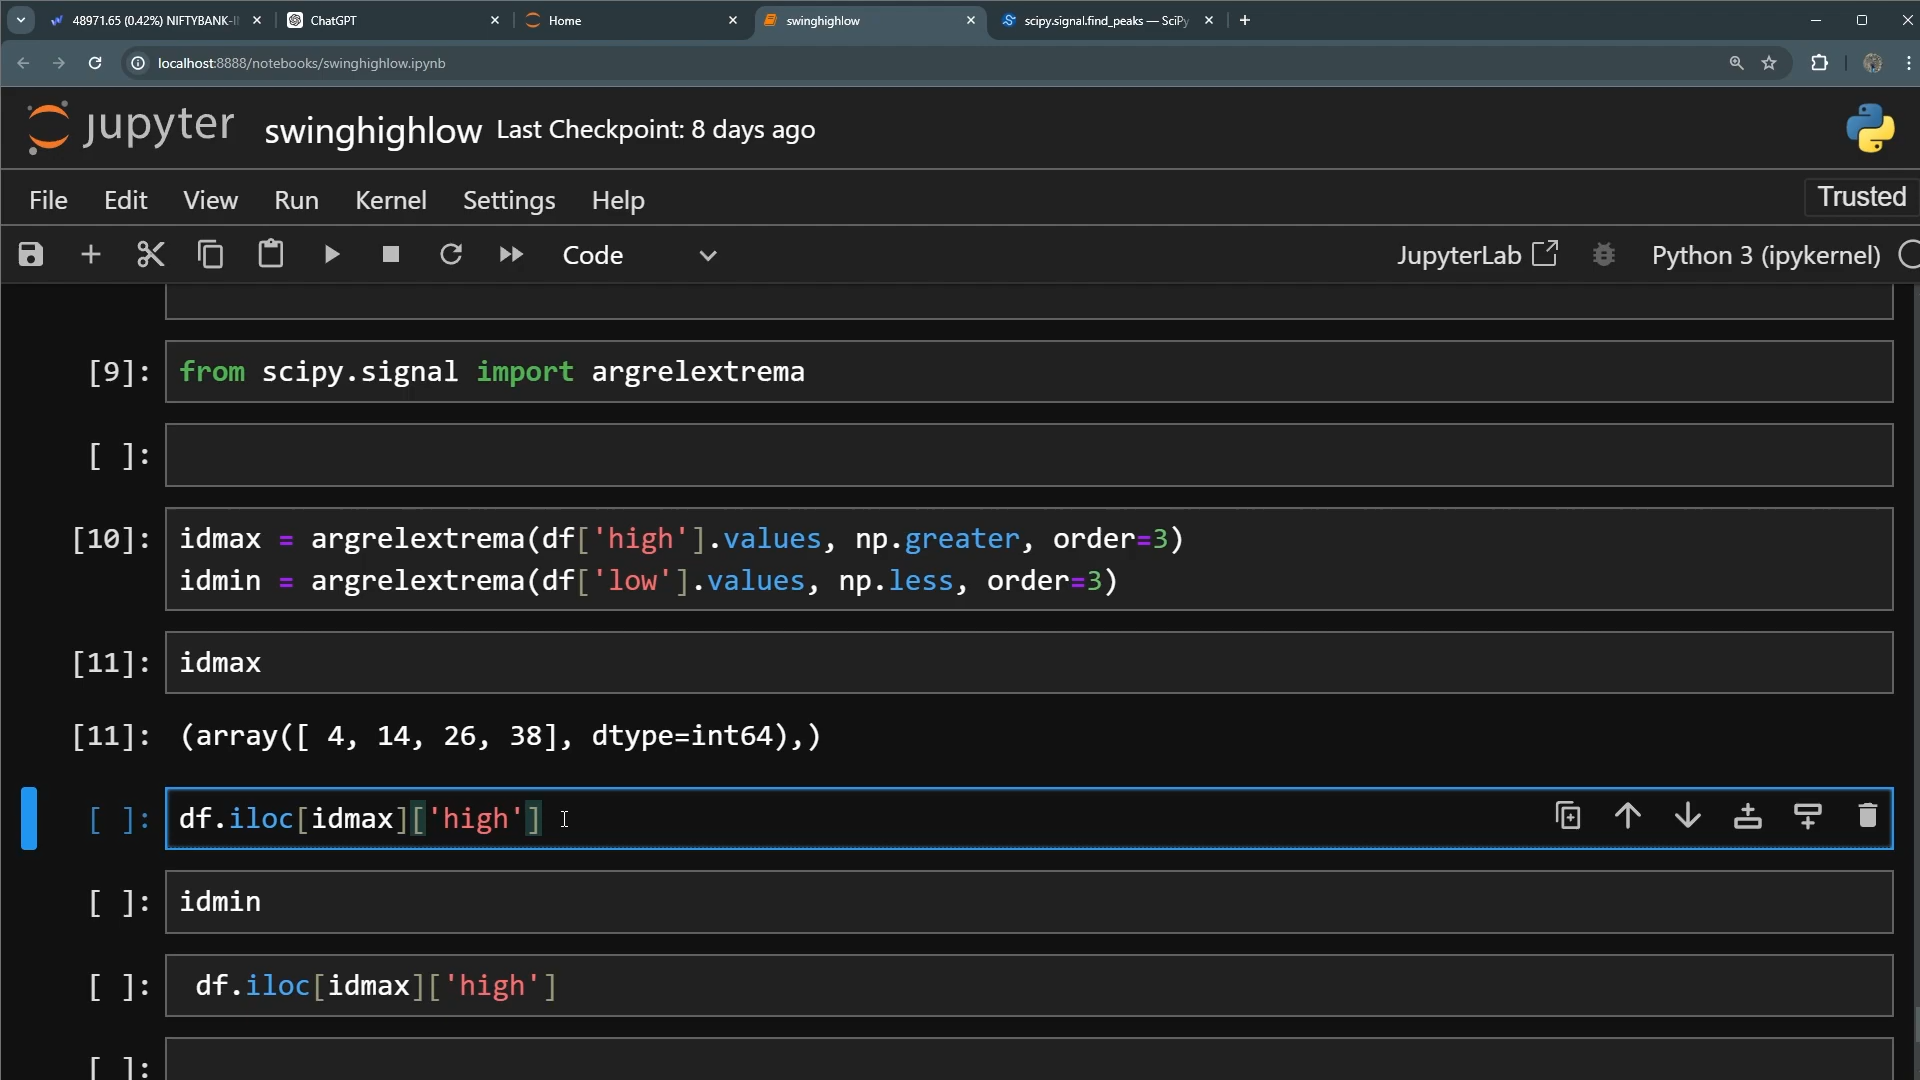 48971.65 (0.42%) NIFTYBANK-I
ChatGPT
Home
swinghighlow
scipy.signal.find_peaks — SciPy
localhost:8888/notebooks/swinghighlow.ipynb
jupyter swinghighlow Last Checkpoint: 8 days ago
File Edit View Run Kernel Settings Help Trusted
Code JupyterLab Python 3 (ipykernel)
[9]: from scipy.signal import argrelextrema
[ ]:
[10]: idmax = argrelextrema(df['high'].values, np.greater, order=3)
idmin = argrelextrema(df['low'].values, np.less, order=3)
[11]: idmax
[11]: (array([ 4, 14, 26, 38], dtype=int64),)
[ ]: df.iloc[idmax]['high']
[ ]: idmin
[ ]: df.iloc[idmax]['high']
[ ]: